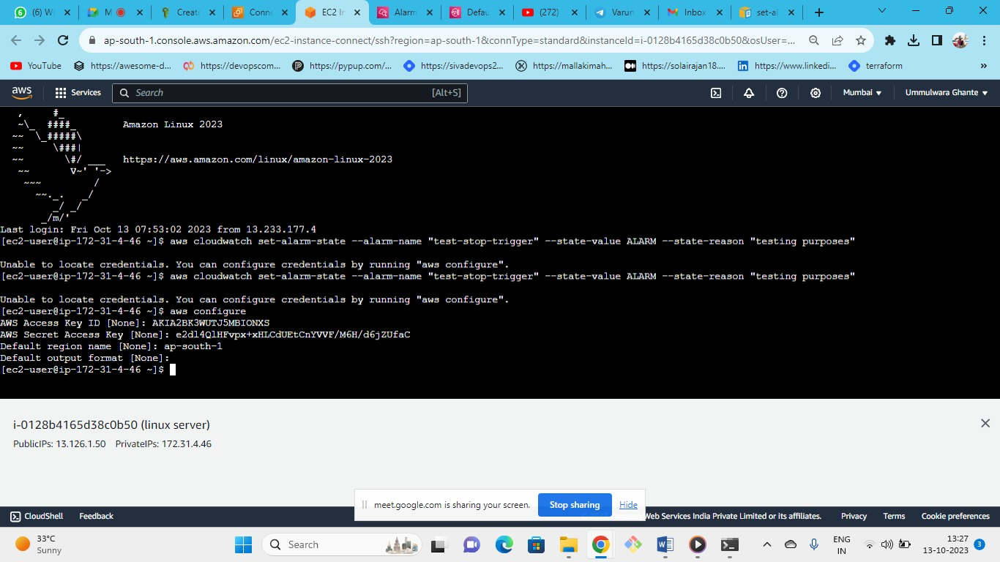 (6) W
M
Create
Conne
EC2 In
Alarm
Defau
(272)
Varun
Inbox
set-al
ap-south-1.console.aws.amazon.com/ec2-instance-connect/ssh?region=ap-south-1&connType=standard&instanceId=i-0128b4165d38c0b50&osUser=...
YouTube
https://awesome-d...
https://devopscom...
https://pypup.com/...
https://sivadevops2...
https://mallakimah...
https://solairajan18....
https://www.linkedi...
terraform
aws
Services
Search
[Alt+S]
Mumbai
Ummulwara Ghante
Amazon Linux 2023
https://aws.amazon.com/linux/amazon-linux-2023
Last login: Fri Oct 13 07:53:02 2023 from 13.233.177.4
[ec2-user@ip-172-31-4-46 ~]$ aws cloudwatch set-alarm-state --alarm-name "test-stop-trigger" --state-value ALARM --state-reason "testing purposes"
Unable to locate credentials. You can configure credentials by running "aws configure".
[ec2-user@ip-172-31-4-46 ~]$ aws cloudwatch set-alarm-state --alarm-name "test-stop-trigger" --state-value ALARM --state-reason "testing purposes"
Unable to locate credentials. You can configure credentials by running "aws configure".
[ec2-user@ip-172-31-4-46 ~]$ aws configure
AWS Access Key ID [None]:
AWS Secret Access Key [None]:
Default region name [None]: ap-south-1
Default output format [None]:
[ec2-user@ip-172-31-4-46 ~]$
i-0128b4165d38c0b50 (linux server)
PublicIPs: 13.126.1.50 PrivateIPs: 172.31.4.46
meet.google.com is sharing your screen.
Stop sharing
Hide
CloudShell
Feedback
Web Services India Private Limited or its affiliates.
Privacy
Terms
Cookie preferences
33°C
Sunny
Search
ENG
IN
13:27
13-10-2023
3